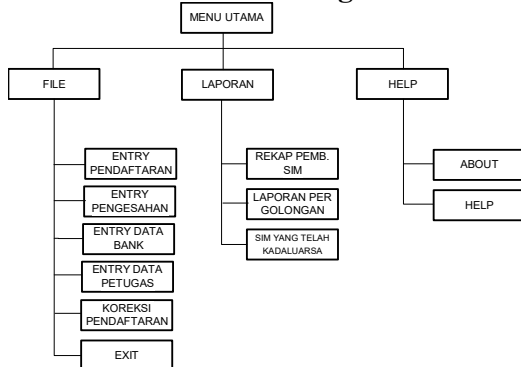 MENU UTAMA
FILE
LAPORAN
HELP
ENTRY
PENDAFTARAN
ENTRY
PENGESAHAN
ENTRY DATA
BANK
ENTRY DATA
PETUGAS
KOREKSI
PENDAFTARAN
EXIT
REKAP PEMB.
SIM
LAPORAN PER
GOLONGAN
SIM YANG TELAH
KADALUARSA
ABOUT
HELP